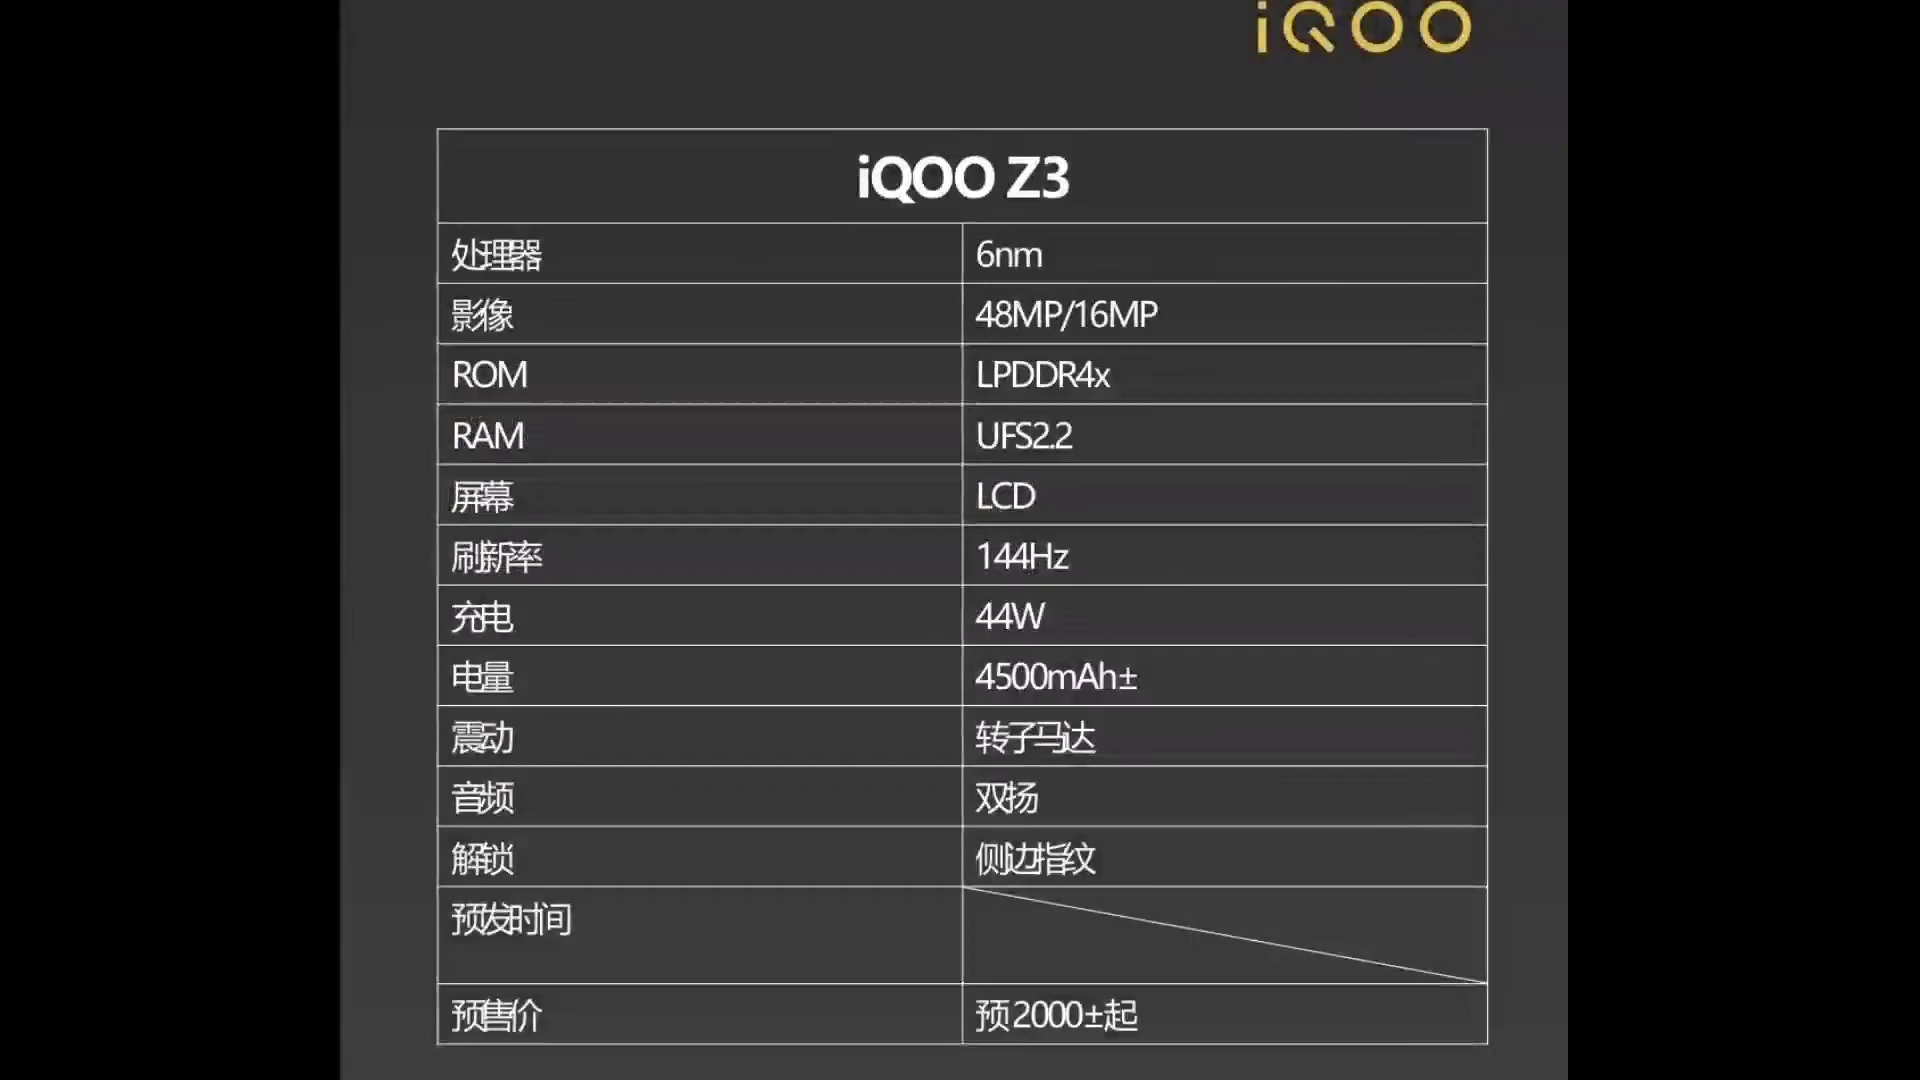 iQOO
iQOO Z3
处理器 6nm
影像 48MP/16MP
ROM LPDDR4x
RAM UFS2.2
屏幕 LCD
刷新率 144Hz
充电 44W
电量 4500mAh±
震动 转子马达
音频 双扬
解锁 侧边指纹
预发时间
预售价 预2000±起